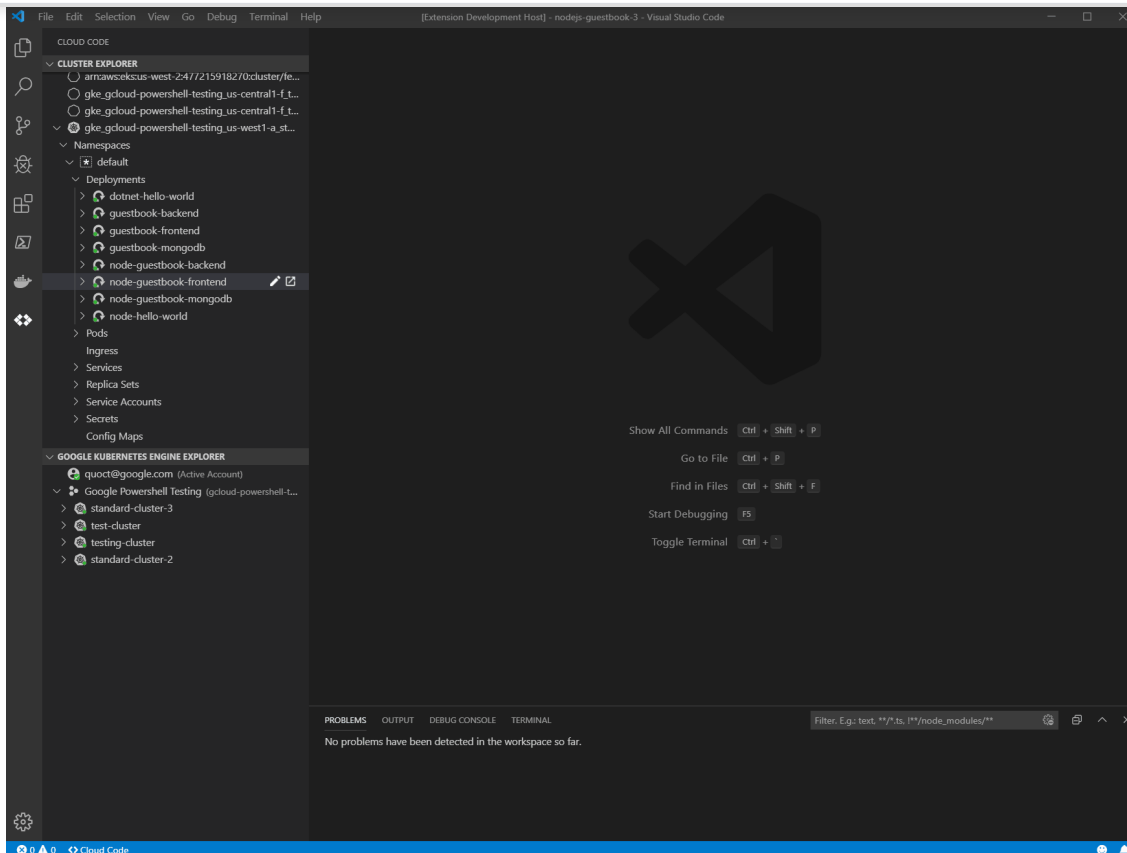 File Edit Selection View Go Debug Terminal Help [Extension Development Host] - nodejs-guestbook-3 - Visual Studio Code
CLOUD CODE
CLUSTER EXPLORER
arn:aws:eks:us-west-2:477215918270:cluster/fe...
gke_gcloud-powershell-testing_us-central1-f_t...
gke_gcloud-powershell-testing_us-central1-f_t...
gke_gcloud-powershell-testing_us-west1-a_st...
Namespaces
default
Deployments
dotnet-hello-world
guestbook-backend
guestbook-frontend
guestbook-mongodb
node-guestbook-backend
node-guestbook-frontend
node-guestbook-mongodb
node-hello-world
Pods
Ingress
Services
Replica Sets
Service Accounts
Secrets
Config Maps
GOOGLE KUBERNETES ENGINE EXPLORER
quoct@google.com (Active Account)
Google Powershell Testing (gcloud-powershell-t...
standard-cluster-3
test-cluster
testing-cluster
standard-cluster-2
Show All Commands Ctrl + Shift + P
Go to File Ctrl + P
Find in Files Ctrl + Shift + F
Start Debugging F5
Toggle Terminal Ctrl + `
PROBLEMS OUTPUT DEBUG CONSOLE TERMINAL Filter. E.g.: text, **/*.ts, !**/node_modules/**
No problems have been detected in the workspace so far.
0 0 Cloud Code